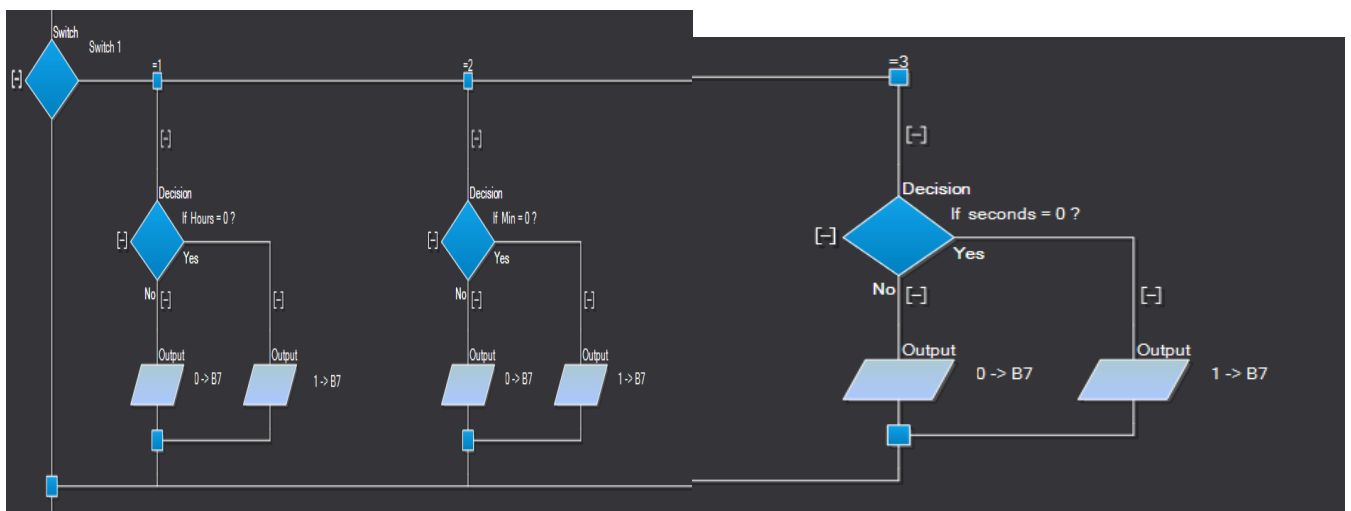 Switch
Switch 1
[-]
=1
=2
=3
[-]
[-]
[-]
Decision
If Hours = 0 ?
[-]
Yes
No
[-]
[-]
Output
0 -> B7
Output
1 -> B7
Decision
If Min = 0 ?
[-]
Yes
No
[-]
[-]
Output
0 -> B7
Output
1 -> B7
Decision
If seconds = 0 ?
[-]
Yes
No
[-]
[-]
Output
0 -> B7
Output
1 -> B7